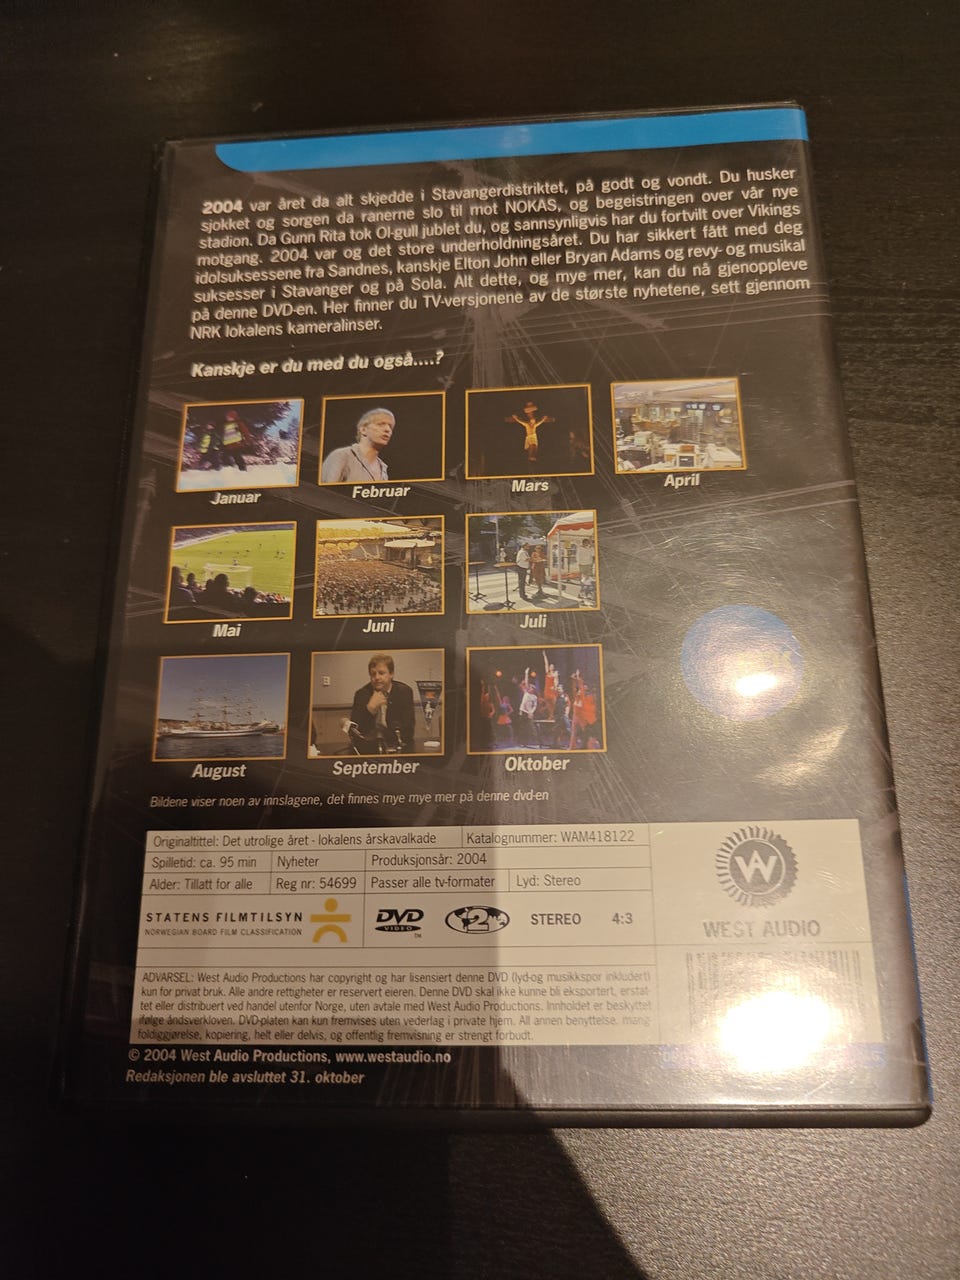 2004 var året da alt skjedde i Stavangerdistriktet, på godt og vondt. Du husker
sjokket og sorgen da ranerne slo til mot NOKAS, og begeistringen over vår nye
stadion. Da Gunn Rita tok Ol-gull jublet du, og sannsynligvis har du fortvilt over Vikings
motgang. 2004 var og det store underholdningsåret. Du har sikkert fått med deg
idolsuksessene fra Sandnes, kanskje Elton John eller Bryan Adams og revy- og musikal
suksesser i Stavanger og på Sola. Alt dette, og mye mer, kan du nå gjenoppleve
på denne DVD-en. Her finner du TV-versjonene av de største nyhetene, sett gjennom
NRK lokalens kameralinser.
Kanskje er du med du også....?
Januar Februar Mars April
Mai Juni Juli
August September Oktober
Bildene viser noen av innslagene, det finnes mye mye mer på denne dvd-en
Originaltittel: Det utrolige året - lokalens årskavalkade Katalognummer: WAM418122
Spilletid: ca. 95 min Nyheter Produksjonsår: 2004
Alder: Tillatt for alle Reg nr: 54699 Passer alle tv-formater Lyd: Stereo
STATENS FILMTILSYN
NORWEGIAN BOARD FILM CLASSIFICATION
DVD VIDEO TM 2 STEREO 4:3
W
WEST AUDIO
ADVARSEL: West Audio Productions har copyright og har lisensiert denne DVD (lyd-og musikkspor inkludert)
kun for privat bruk. Alle andre rettigheter er reservert eieren. Denne DVD skal ikke kunne bli eksportert, erstat-
tet eller distribuert ved handel utenfor Norge, uten avtale med West Audio Productions. Innholdet er beskyttet
ifølge åndsverkloven. DVD-platen kan kun fremvises uten vederlag i private hjem. All annen benyttelse, mang-
foldiggjørelse, kopiering, helt eller delvis, og offentlig fremvisning er strengt forbudt.
© 2004 West Audio Productions, www.westaudio.no
Redaksjonen ble avsluttet 31. oktober